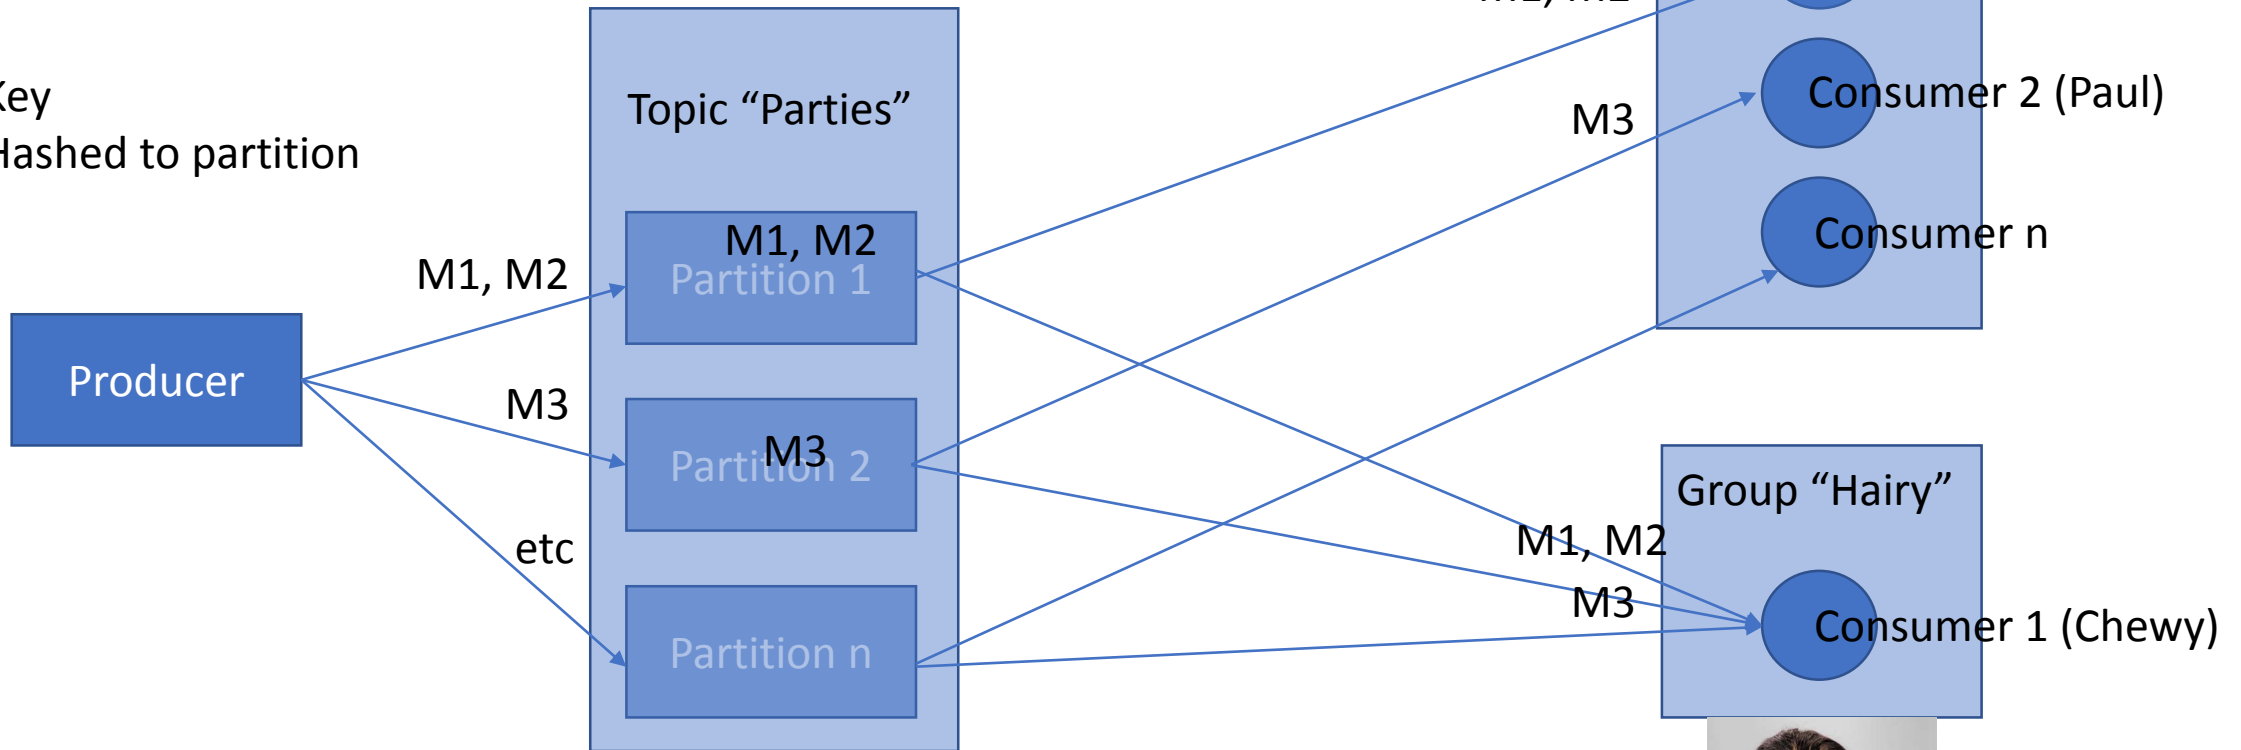 Key
Hashed to partition
Topic “Parties”
M1, M2
Partition 1
M3
Partition 2
Partition n
Producer
M1, M2
M3
etc
M3
Consumer 2 (Paul)
Consumer n
Group “Hairy”
M1, M2
M3
Consumer 1 (Chewy)